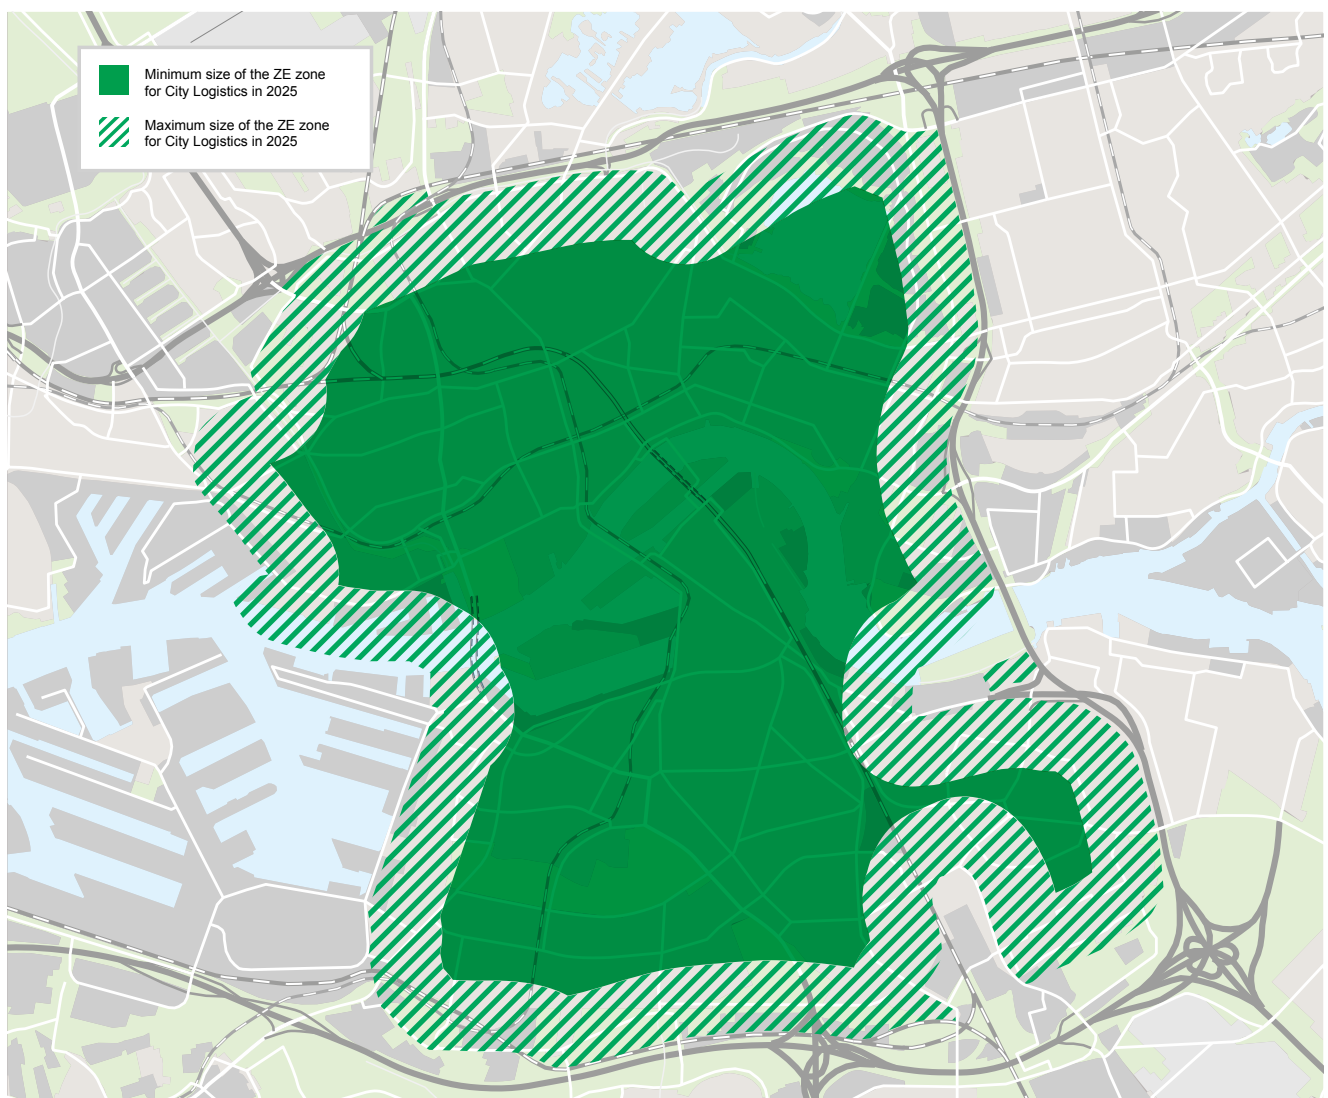 Minimum size of the ZE zone
for City Logistics in 2025
Maximum size of the ZE zone
for City Logistics in 2025